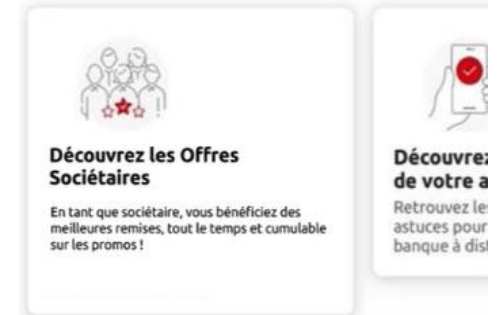 Découvrez les Offres
Sociétaires
En tant que sociétaire, vous bénéficiez des
meilleures remises, tout le temps et cumulable
sur les promos !
Découvrez
de votre a
Retrouvez les
astuces pour
banque à dis